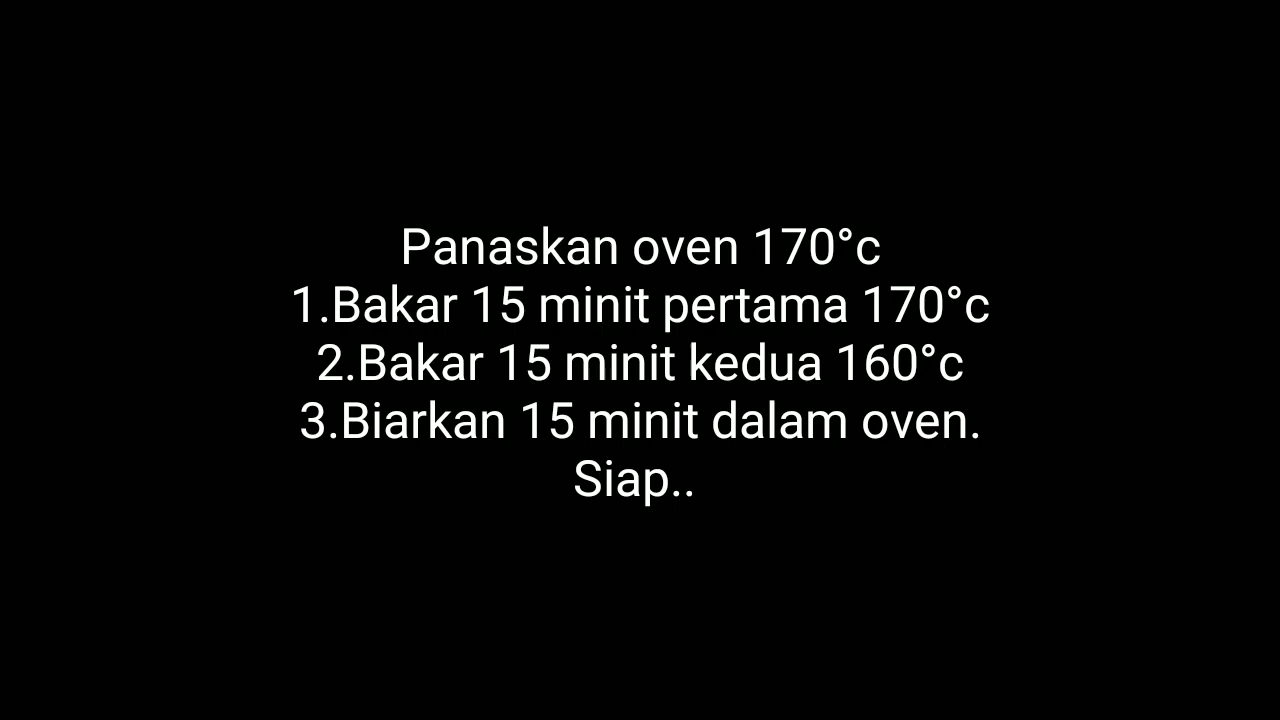 Panaskan oven 170°c
1.Bakar 15 minit pertama 170°c
2.Bakar 15 minit kedua 160°c
3.Biarkan 15 minit dalam oven.
Siap..